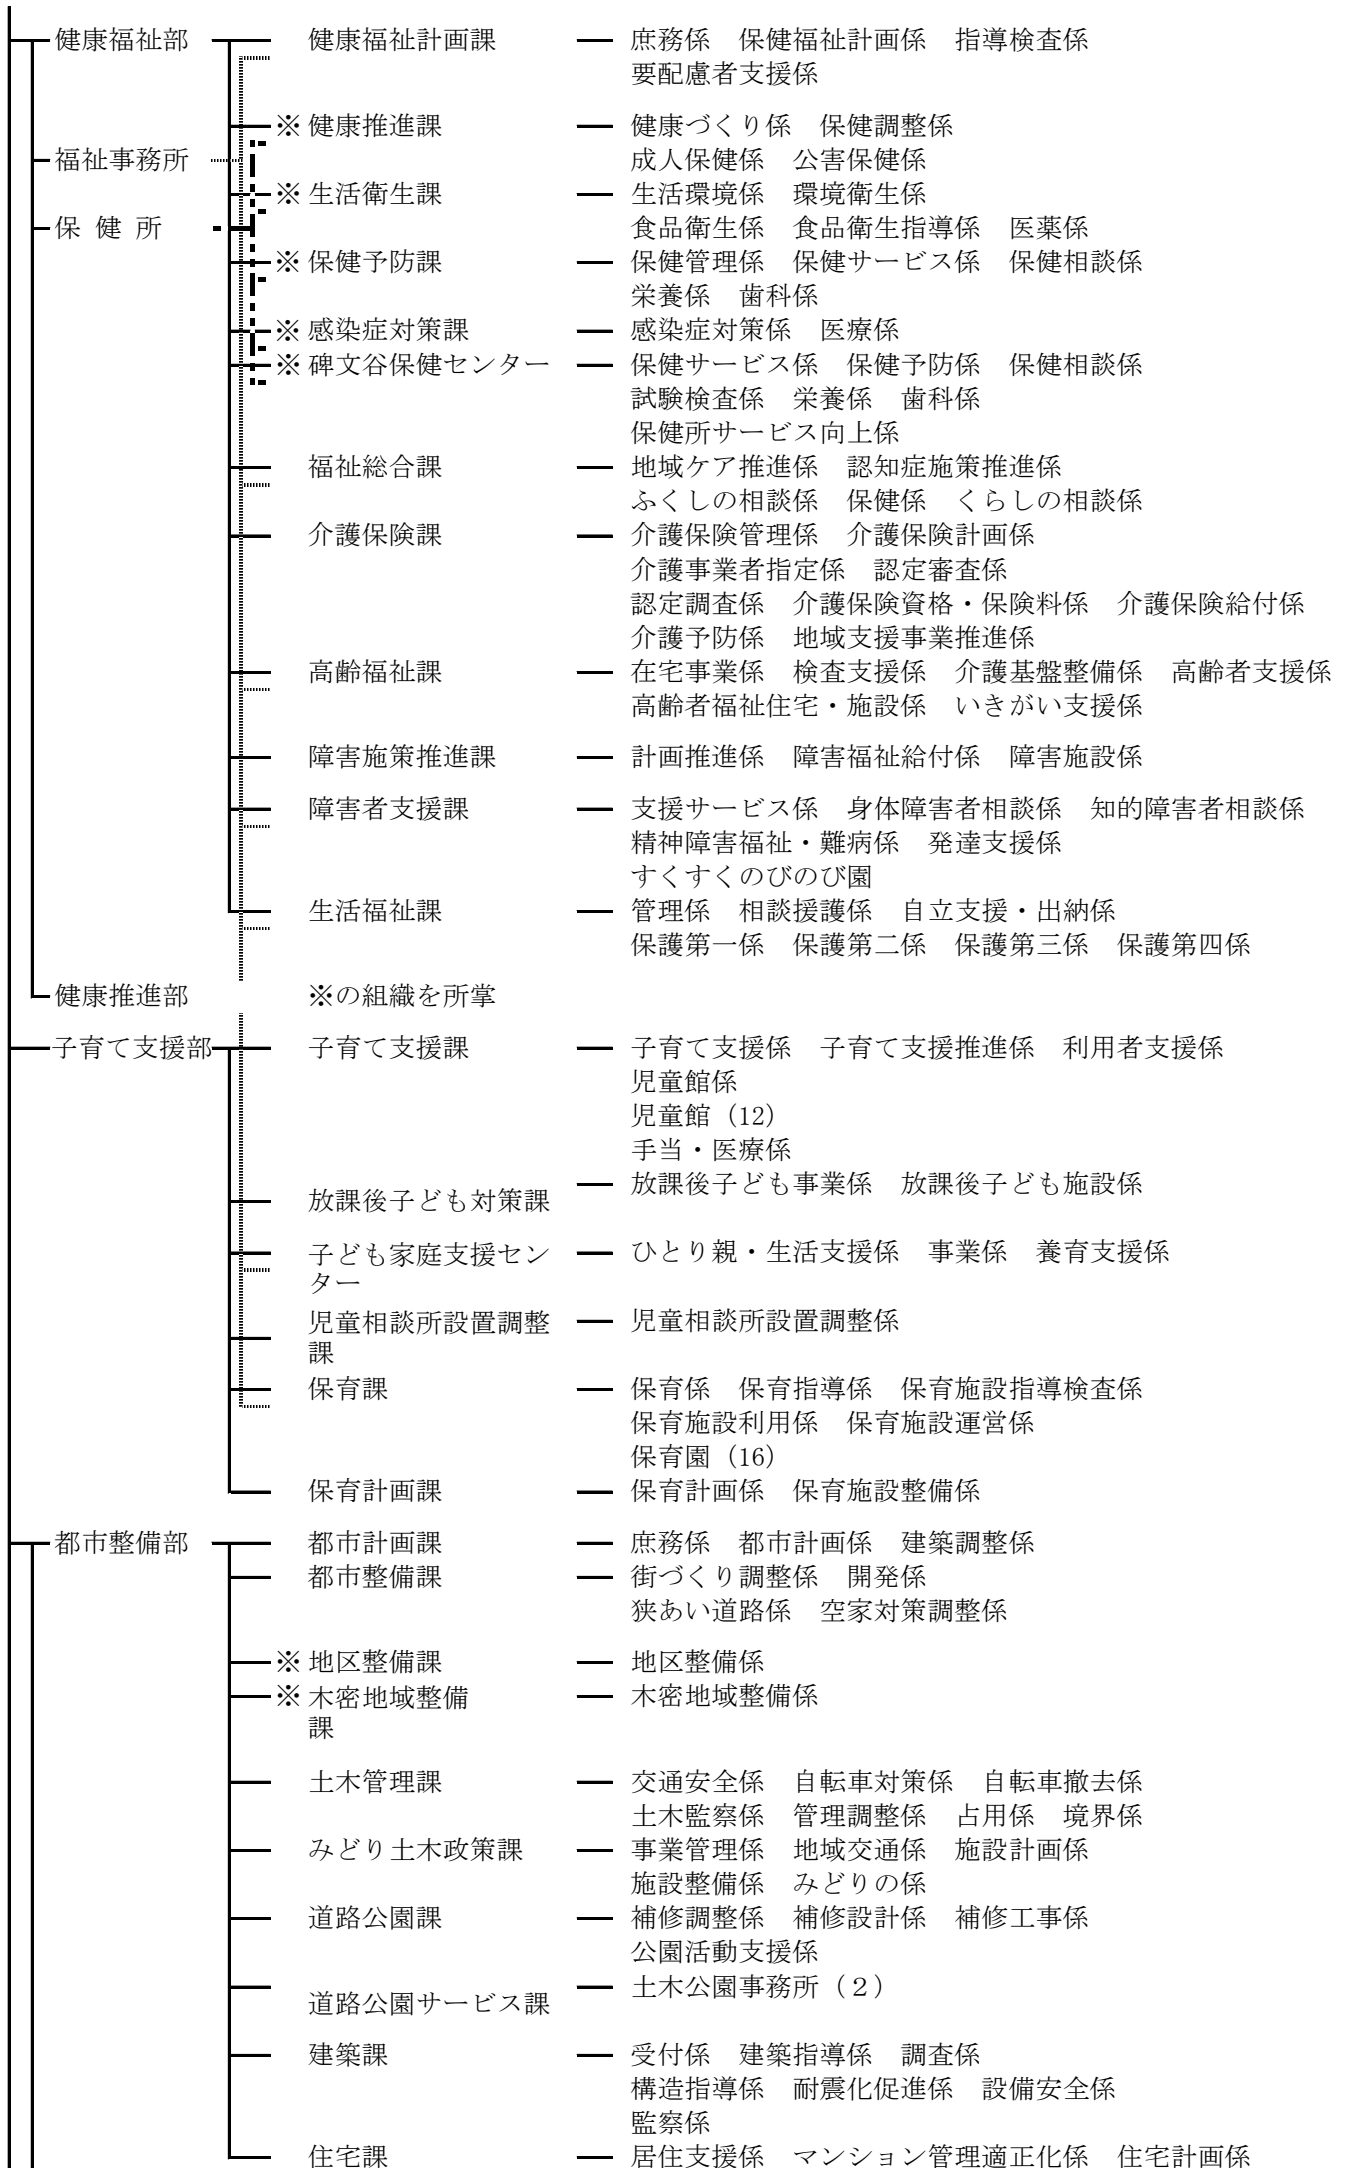 健康福祉部 健康福祉計画課 庶務係 保健福祉計画係 指導検査係
要配慮者支援係
※ 健康推進課 健康づくり係 保健調整係
福祉事務所 成人保健係 公害保健係
※ 生活衛生課 生活環境係 環境衛生係
保健所 食品衛生係 食品衛生指導係 医薬係
※ 保健予防課 保健管理係 保健サービス係 保健相談係
栄養係 歯科係
※ 感染症対策課 感染症対策係 医療係
※ 碑文谷保健センター 保健サービス係 保健予防係 保健相談係
試験検査係 栄養係 歯科係
保健所サービス向上係
福祉総合課 地域ケア推進係 認知症施策推進係
ふくしの相談係 保健係 くらしの相談係
介護保険課 介護保険管理係 介護保険計画係
介護事業者指定係 認定審査係
認定調査係 介護保険資格・保険料係 介護保険給付係
介護予防係 地域支援事業推進係
高齢福祉課 在宅事業係 検査支援係 介護基盤整備係 高齢者支援係
高齢者福祉住宅・施設係 いきがい支援係
障害施策推進課 計画推進係 障害福祉給付係 障害施設係
障害者支援課 支援サービス係 身体障害者相談係 知的障害者相談係
精神障害福祉・難病係 発達支援係
すくすくのびのび園
生活福祉課 管理係 相談援護係 自立支援・出納係
保護第一係 保護第二係 保護第三係 保護第四係
健康推進部 ※の組織を所掌
子育て支援部 子育て支援課 子育て支援係 子育て支援推進係 利用者支援係
児童館係
児童館（12）
手当・医療係
放課後子ども対策課 放課後子ども事業係 放課後子ども施設係
子ども家庭支援セン ひとり親・生活支援係 事業係 養育支援係
ター
児童相談所設置調整 児童相談所設置調整係
課
保育課 保育係 保育指導係 保育施設指導検査係
保育施設利用係 保育施設運営係
保育園（16）
保育計画課 保育計画係 保育施設整備係
都市整備部 都市計画課 庶務係 都市計画係 建築調整係
都市整備課 街づくり調整係 開発係
狭あい道路係 空家対策調整係
※ 地区整備課 地区整備係
※ 木密地域整備 木密地域整備係
課
土木管理課 交通安全係 自転車対策係 自転車撤去係
土木監察係 管理調整係 占用係 境界係
みどり土木政策課 事業管理係 地域交通係 施設計画係
施設整備係 みどりの係
道路公園課 補修調整係 補修設計係 補修工事係
公園活動支援係
道路公園サービス課 土木公園事務所（２）
建築課 受付係 建築指導係 調査係
構造指導係 耐震化促進係 設備安全係
監察係
住宅課 居住支援係 マンション管理適正化係 住宅計画係